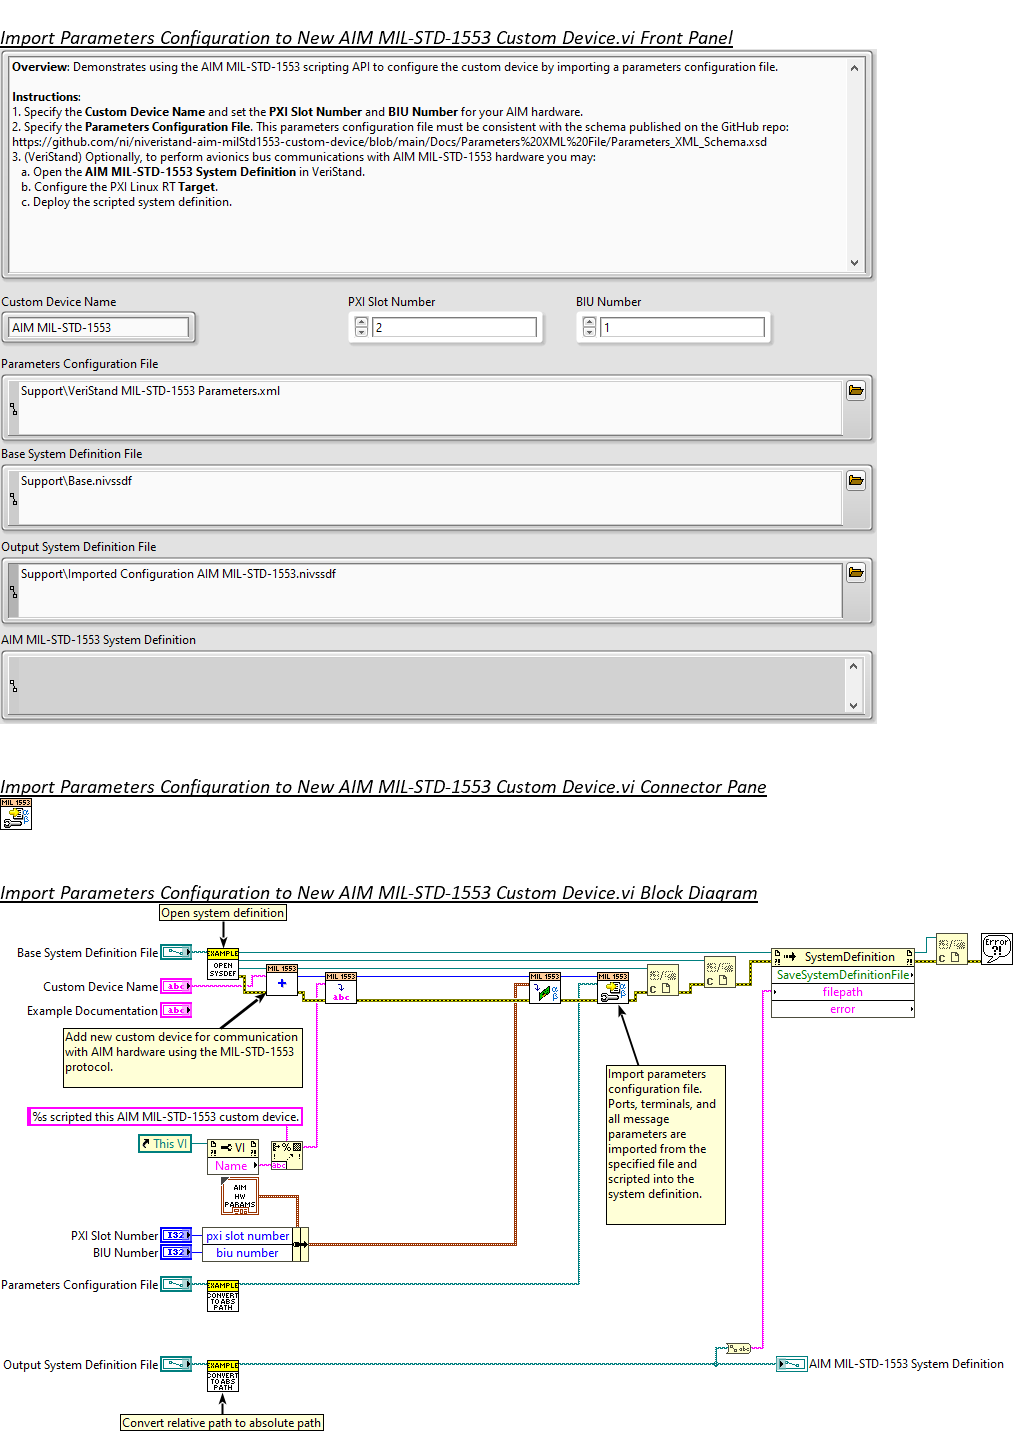 Import Parameters Configuration to New AIM MIL-STD-1553 Custom Device.vi Front Panel
Overview: Demonstrates using the AIM MIL-STD-1553 scripting API to configure the custom device by importing a parameters configuration file.
Instructions:
1. Specify the Custom Device Name and set the PXI Slot Number and BIU Number for your AIM hardware.
2. Specify the Parameters Configuration File. This parameters configuration file must be consistent with the schema published on the GitHub repo:
https://github.com/ni/niveristand-aim-milStd1553-custom-device/blob/main/Docs/Parameters%20XML%20File/Parameters_XML_Schema.xsd
3. (VeriStand) Optionally, to perform avionics bus communications with AIM MIL-STD-1553 hardware you may:
a. Open the AIM MIL-STD-1553 System Definition in VeriStand.
b. Configure the PXI Linux RT Target.
c. Deploy the scripted system definition.
Custom Device Name
PXI Slot Number
BIU Number
AIM MIL-STD-1553
2
1
Parameters Configuration File
Support\VeriStand MIL-STD-1553 Parameters.xml
Base System Definition File
Support\Base.nivssdf
Output System Definition File
Support\Imported Configuration AIM MIL-STD-1553.nivssdf
AIM MIL-STD-1553 System Definition
Import Parameters Configuration to New AIM MIL-STD-1553 Custom Device.vi Connector Pane
MIL 1553
αβ
Import Parameters Configuration to New AIM MIL-STD-1553 Custom Device.vi Block Diagram
Open system definition
Base System Definition File
EXAMPLE
OPEN
SYSDEF
SystemDefinition
SaveSystemDefinitionFile
filepath
error
Error
?!
MIL 1553
MIL 1553
abc
MIL 1553
MIL 1553
αβ
C
C
C
Custom Device Name
abc
Example Documentation
abc
Add new custom device for communication
with AIM hardware using the MIL-STD-1553
protocol.
Import parameters
configuration file.
Ports, terminals, and
all message
parameters are
imported from the
specified file and
scripted into the
system definition.
%s scripted this AIM MIL-STD-1553 custom device.
This VI
VI
Name
abc
AIM
HW
PARAMS
PXI Slot Number
I32
pxi slot number
BIU Number
I32
biu number
Parameters Configuration File
EXAMPLE
CONVERT
TO ABS
PATH
Output System Definition File
EXAMPLE
CONVERT
TO ABS
PATH
abc
AIM MIL-STD-1553 System Definition
Convert relative path to absolute path